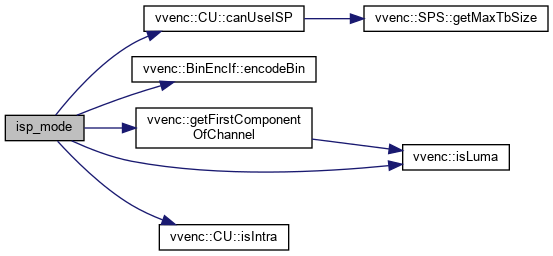 vvenc::CU::canUseISP
vvenc::SPS::getMaxTbSize
vvenc::BinEncIf::encodeBin
isp_mode
vvenc::getFirstComponent
OfChannel
vvenc::isLuma
vvenc::CU::isIntra